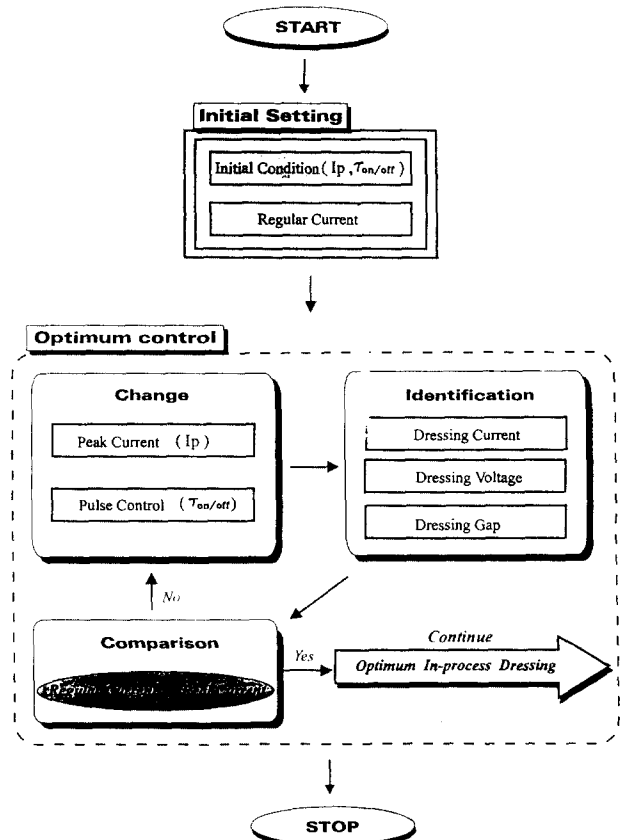 START
Initial Setting
Initial Condition ( Ip , τon/off )
Regular Current
Optimum control
Change
Peak Current ( Ip )
Pulse Control ( τon/off )
Identification
Dressing Current
Dressing Voltage
Dressing Gap
No
Comparison
Yes
Continue
Optimum In-process Dressing
STOP